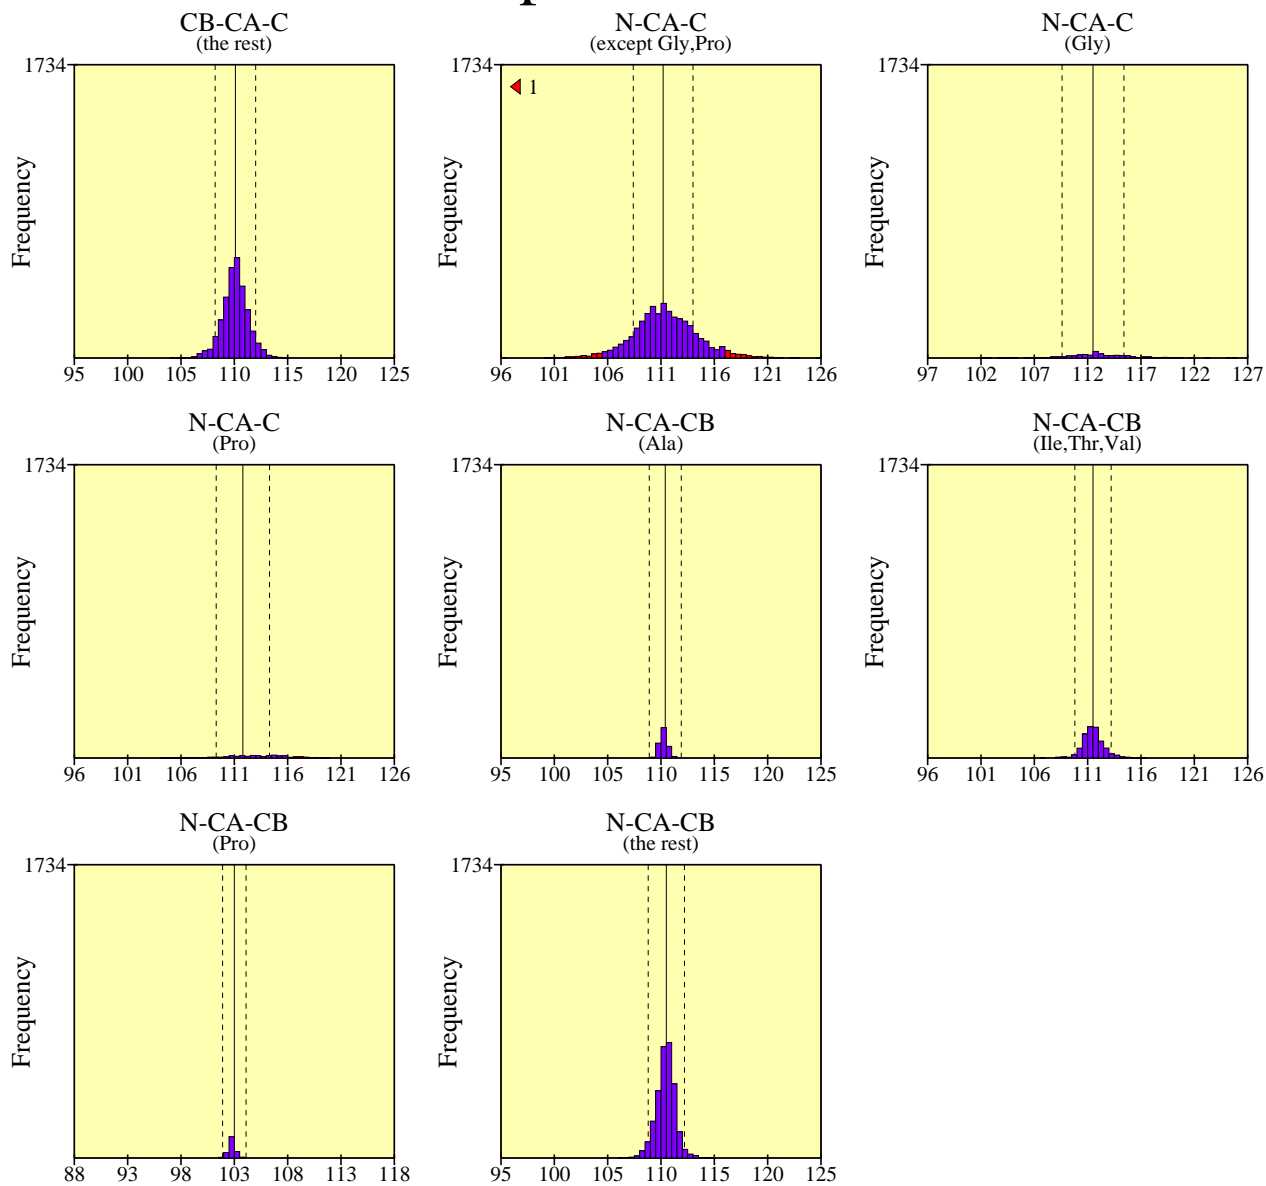 CB-CA-C
(the rest)
1734
Frequency
95 100 105 110 115 120 125
N-CA-C
(except Gly,Pro)
1734
1
Frequency
96 101 106 111 116 121 126
N-CA-C
(Gly)
1734
Frequency
97 102 107 112 117 122 127
N-CA-C
(Pro)
1734
Frequency
96 101 106 111 116 121 126
N-CA-CB
(Ala)
1734
Frequency
95 100 105 110 115 120 125
N-CA-CB
(Ile,Thr,Val)
1734
Frequency
96 101 106 111 116 121 126
N-CA-CB
(Pro)
1734
Frequency
88 93 98 103 108 113 118
N-CA-CB
(the rest)
1734
Frequency
95 100 105 110 115 120 125